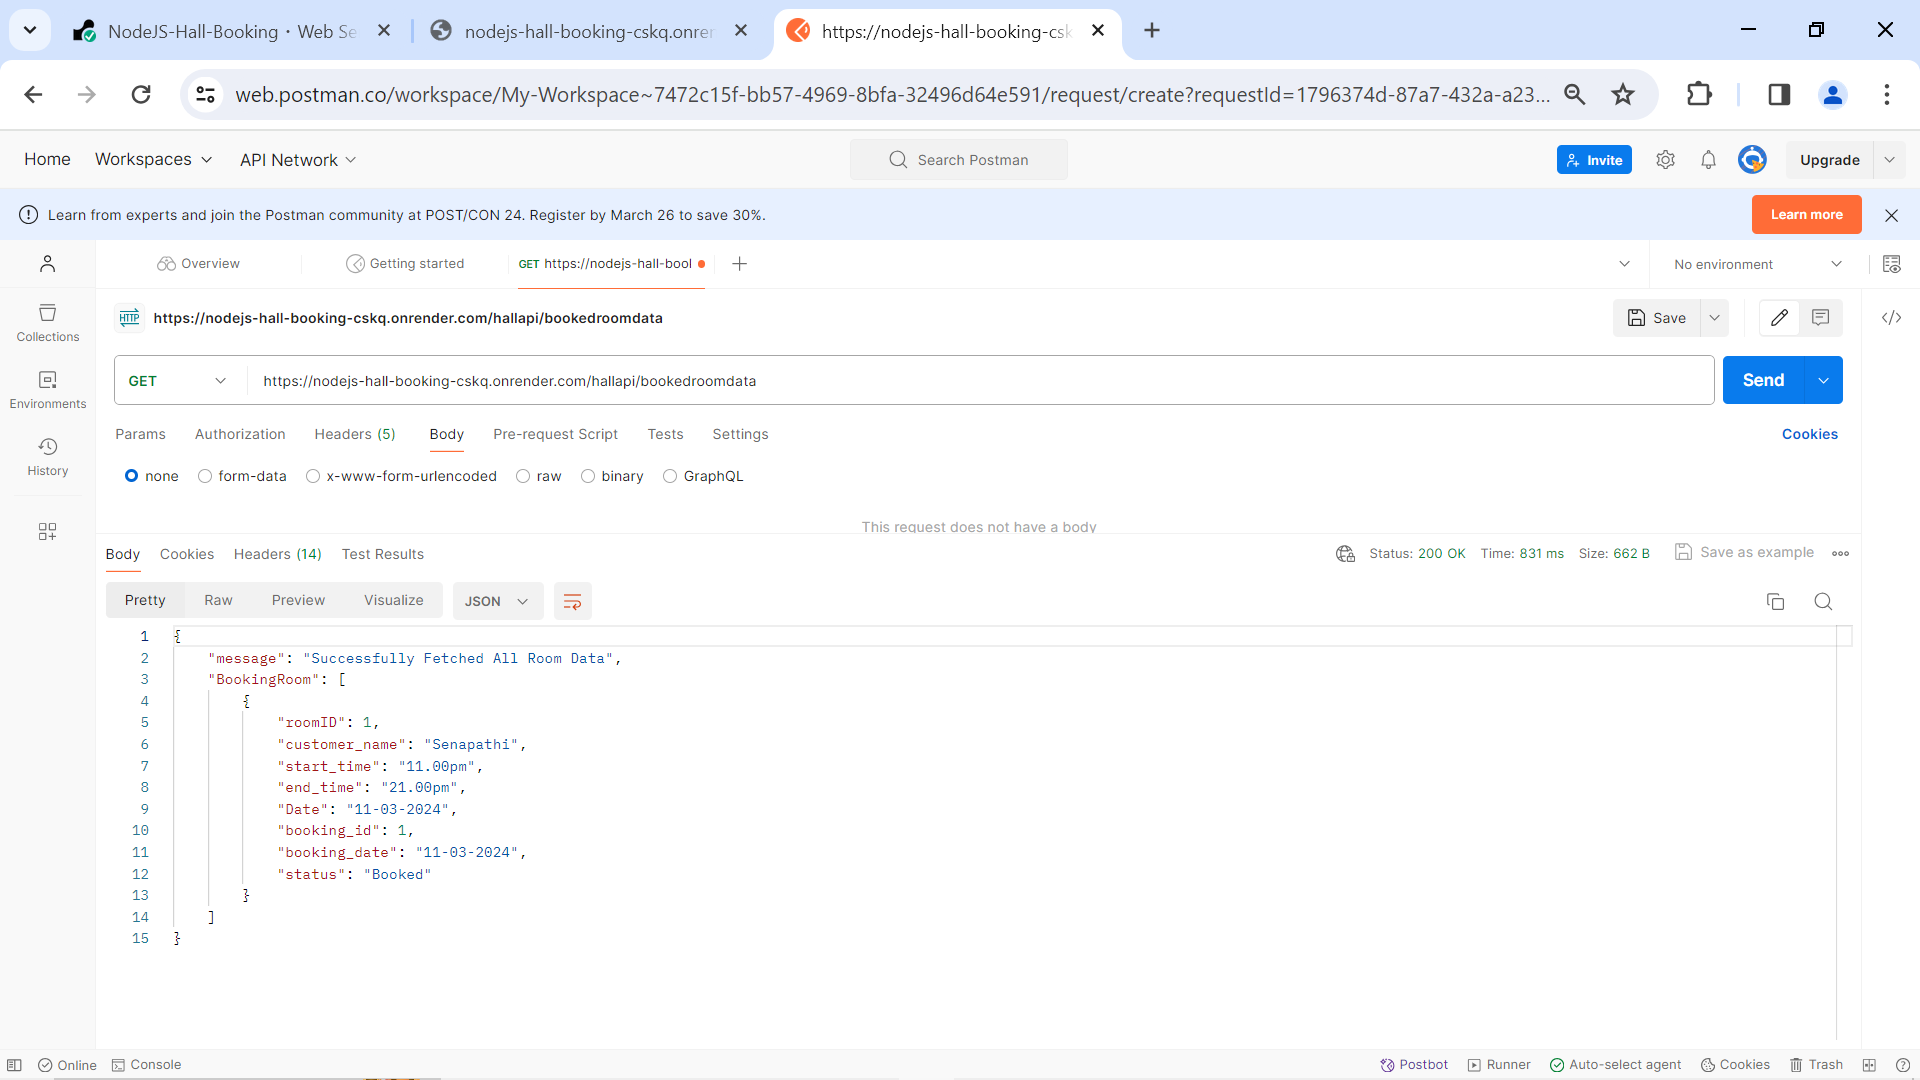 NodeJS-Hall-Booking · Web Se
nodejs-hall-booking-cskq.onrer
https://nodejs-hall-booking-csk
web.postman.co/workspace/My-Workspace~7472c15f-bb57-4969-8bfa-32496d64e591/request/create?requestId=1796374d-87a7-432a-a23...
Home Workspaces API Network
Search Postman
Invite
Upgrade
Learn from experts and join the Postman community at POST/CON 24. Register by March 26 to save 30%.
Learn more
Overview
Getting started
GET https://nodejs-hall-bool
No environment
Collections
Environments
History
HTTP https://nodejs-hall-booking-cskq.onrender.com/hallapi/bookedroomdata
Save
GET
https://nodejs-hall-booking-cskq.onrender.com/hallapi/bookedroomdata
Send
Params Authorization Headers (5) Body Pre-request Script Tests Settings
Cookies
none form-data x-www-form-urlencoded raw binary GraphQL
This request does not have a body
Body Cookies Headers (14) Test Results
Status: 200 OK Time: 831 ms Size: 662 B
Save as example
Pretty Raw Preview Visualize
JSON
1 {
2 "message": "Successfully Fetched All Room Data",
3 "BookingRoom": [
4 {
5 "roomID": 1,
6 "customer_name": "Senapathi",
7 "start_time": "11.00pm",
8 "end_time": "21.00pm",
9 "Date": "11-03-2024",
10 "booking_id": 1,
11 "booking_date": "11-03-2024",
12 "status": "Booked"
13 }
14 ]
15 }
Online
Console
Postbot
Runner
Auto-select agent
Cookies
Trash